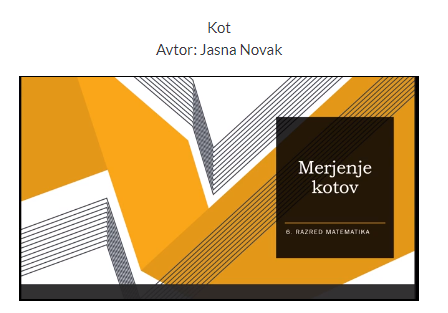 Kot
Avtor: Jasna Novak
Merjenje
kotov
6. RAZRED MATEMATIKA